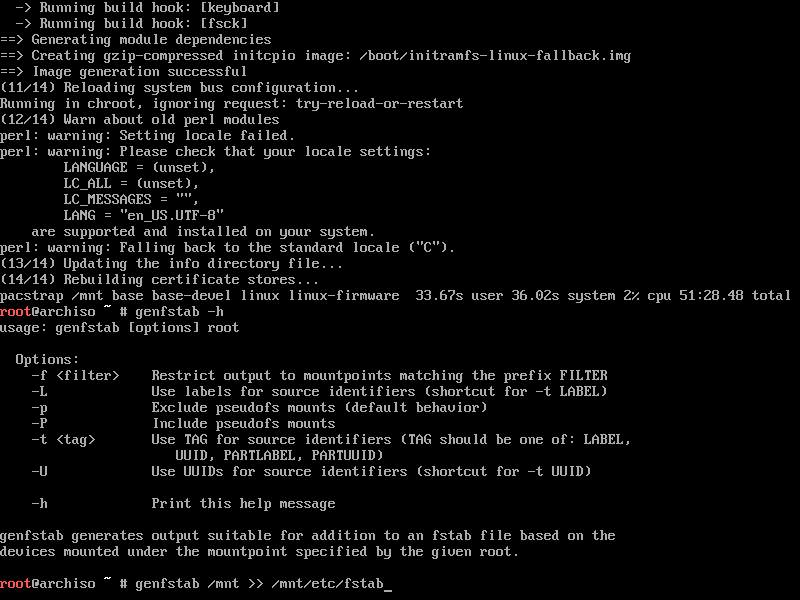 -> Running build hook: [keyboard]
-> Running build hook: [fsck]
==> Generating module dependencies
==> Creating gzip-compressed initcpio image: /boot/initramfs-linux-fallback.img
==> Image generation successful
(11/14) Reloading system bus configuration...
Running in chroot, ignoring request: try-reload-or-restart
(12/14) Warn about old perl modules
perl: warning: Setting locale failed.
perl: warning: Please check that your locale settings:
LANGUAGE = (unset),
LC_ALL = (unset),
LC_MESSAGES = "",
LANG = "en_US.UTF-8"
are supported and installed on your system.
perl: warning: Falling back to the standard locale ("C").
(13/14) Updating the info directory file...
(14/14) Rebuilding certificate stores...
pacstrap /mnt base base-devel linux linux-firmware  33.67s user 36.02s system 2% cpu 51:28.48 total
root@archiso ~ # genfstab -h
usage: genfstab [options] root
Options:
-f <filter>    Restrict output to mountpoints matching the prefix FILTER
-L             Use labels for source identifiers (shortcut for -t LABEL)
-p             Exclude pseudofs mounts (default behavior)
-P             Include pseudofs mounts
-t <tag>       Use TAG for source identifiers (TAG should be one of: LABEL,
UUID, PARTLABEL, PARTUUID)
-U             Use UUIDs for source identifiers (shortcut for -t UUID)
-h             Print this help message
genfstab generates output suitable for addition to an fstab file based on the
devices mounted under the mountpoint specified by the given root.
root@archiso ~ # genfstab /mnt >> /mnt/etc/fstab_